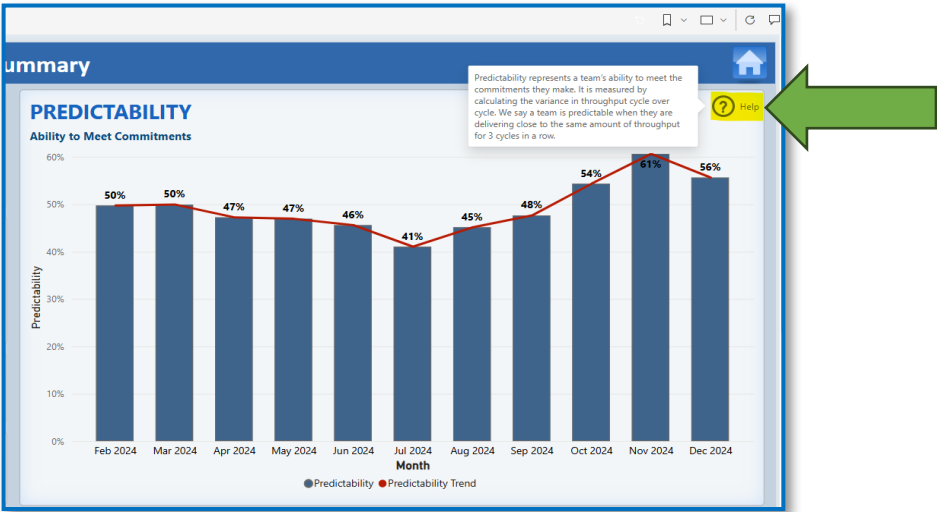 ummary
Predictability represents a team's ability to meet the
commitments they make. It is measured by
calculating the variance in throughput cycle over
cycle. We say a team is predictable when they are
delivering close to the same amount of throughput
for 3 cycles in a row.
Help
PREDICTABILITY
Ability to Meet Commitments
60%
50%
40%
30%
20%
10%
0%
Predictability
50%
50%
47%
47%
46%
41%
45%
48%
54%
61%
56%
Feb 2024 Mar 2024 Apr 2024 May 2024 Jun 2024 Jul 2024 Aug 2024 Sep 2024 Oct 2024 Nov 2024 Dec 2024
Month
Predictability Predictability Trend